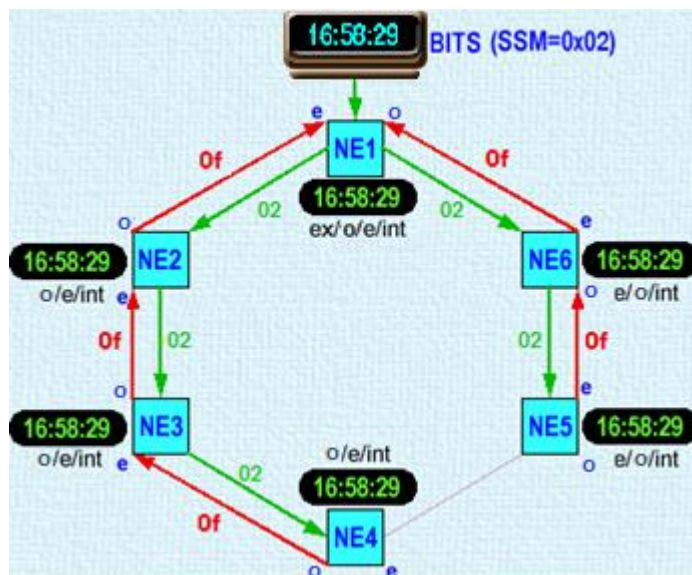 16:58:29 BITS (SSM=0x02)
e o
NE1
0f 0f
16:58:29
02 02
ex/o/e/int
o e
16:58:29 NE2 NE6 16:58:29
o/e/int e o e/o/int
0f 02 02 0f
o e
16:58:29 NE3 NE5 16:58:29
o/e/int e o/e/int o e/o/int
02 16:58:29
0f NE4
o e